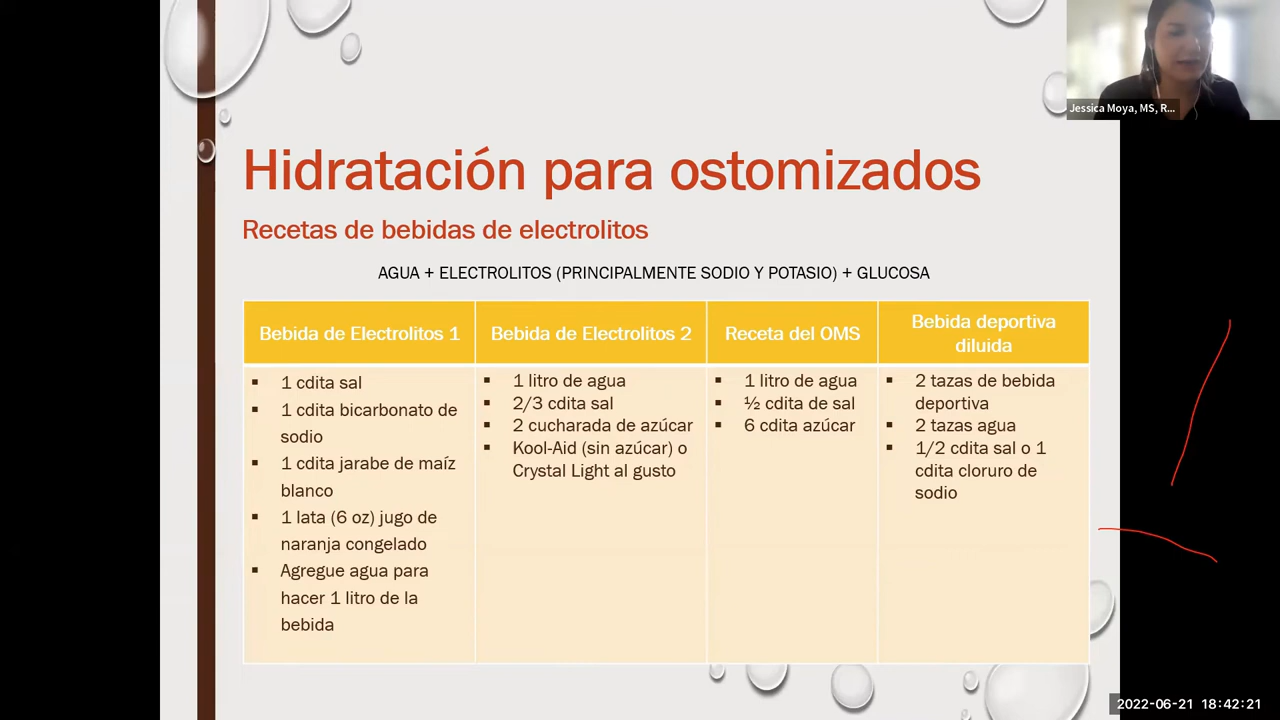 Jessica Moya, MS, R...
Hidratación para ostomizados
Recetas de bebidas de electrolitos
AGUA + ELECTROLITOS (PRINCIPALMENTE SODIO Y POTASIO) + GLUCOSA
Bebida de Electrolitos 1
▪ 1 cdita sal
▪ 1 cdita bicarbonato de
sodio
▪ 1 cdita jarabe de maíz
blanco
▪ 1 lata (6 oz) jugo de
naranja congelado
▪ Agregue agua para
hacer 1 litro de la
bebida
Bebida de Electrolitos 2
▪ 1 litro de agua
▪ 2/3 cdita sal
▪ 2 cucharada de azúcar
▪ Kool-Aid (sin azúcar) o
Crystal Light al gusto
Receta del OMS
▪ 1 litro de agua
▪ ½ cdita de sal
▪ 6 cdita azúcar
Bebida deportiva
diluida
▪ 2 tazas de bebida
deportiva
▪ 2 tazas agua
▪ 1/2 cdita sal o 1
cdita cloruro de
sodio
2022-06-21 18:42:21